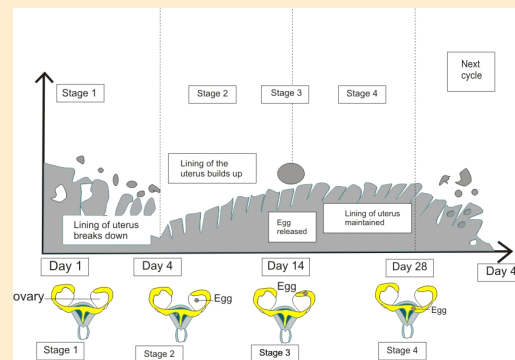 Next
cycle
Stage 1
Stage 2
Stage 3
Stage 4
Lining of the
uterus builds up
Lining of uterus
breaks down
Egg
released
Lining of uterus
maintained
Day 1
Day 4
Day 14
Day 28
Day 4
ovary
Egg
Egg
Egg
Stage 1
Stage 2
Stage 3
Stage 4